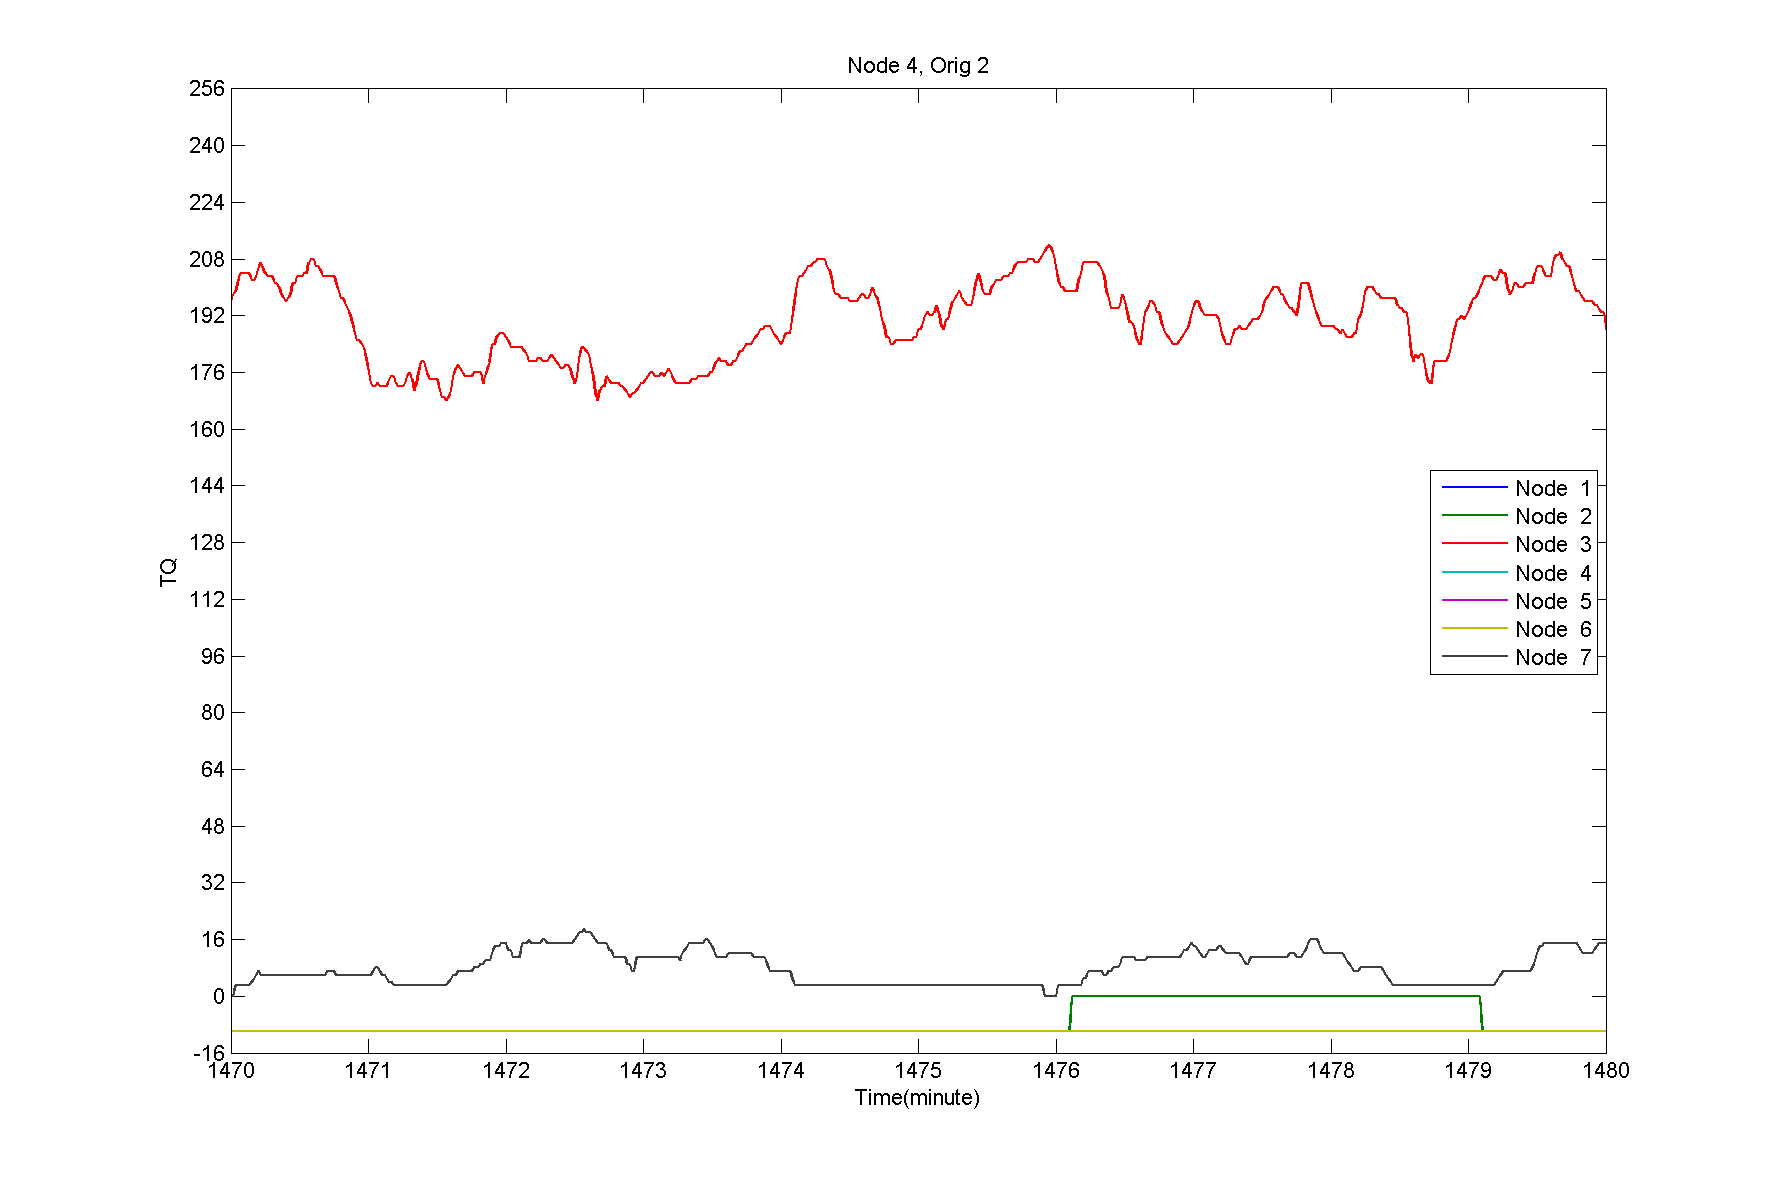 Node 4, Orig 2
256
240
224
208
192
176
160
144
128
112
96
80
64
48
32
16
0
-16
TQ
Node 1
Node 2
Node 3
Node 4
Node 5
Node 6
Node 7
1470 1471 1472 1473 1474 1475 1476 1477 1478 1479 1480
Time(minute)